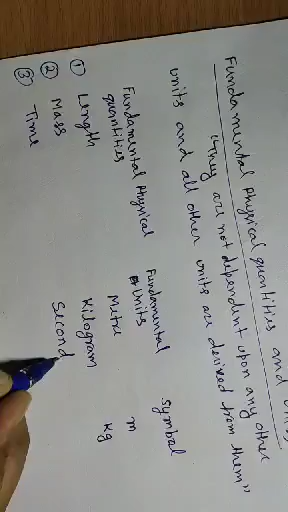 Fundamental Physical quantities and Units
"They are not dependent upon any other
units and all other units are derived from them"
Fundamental Physical quantities Fundamental Units Symbol
① Length Metre m
② Mass Kilogram kg
③ Time Second